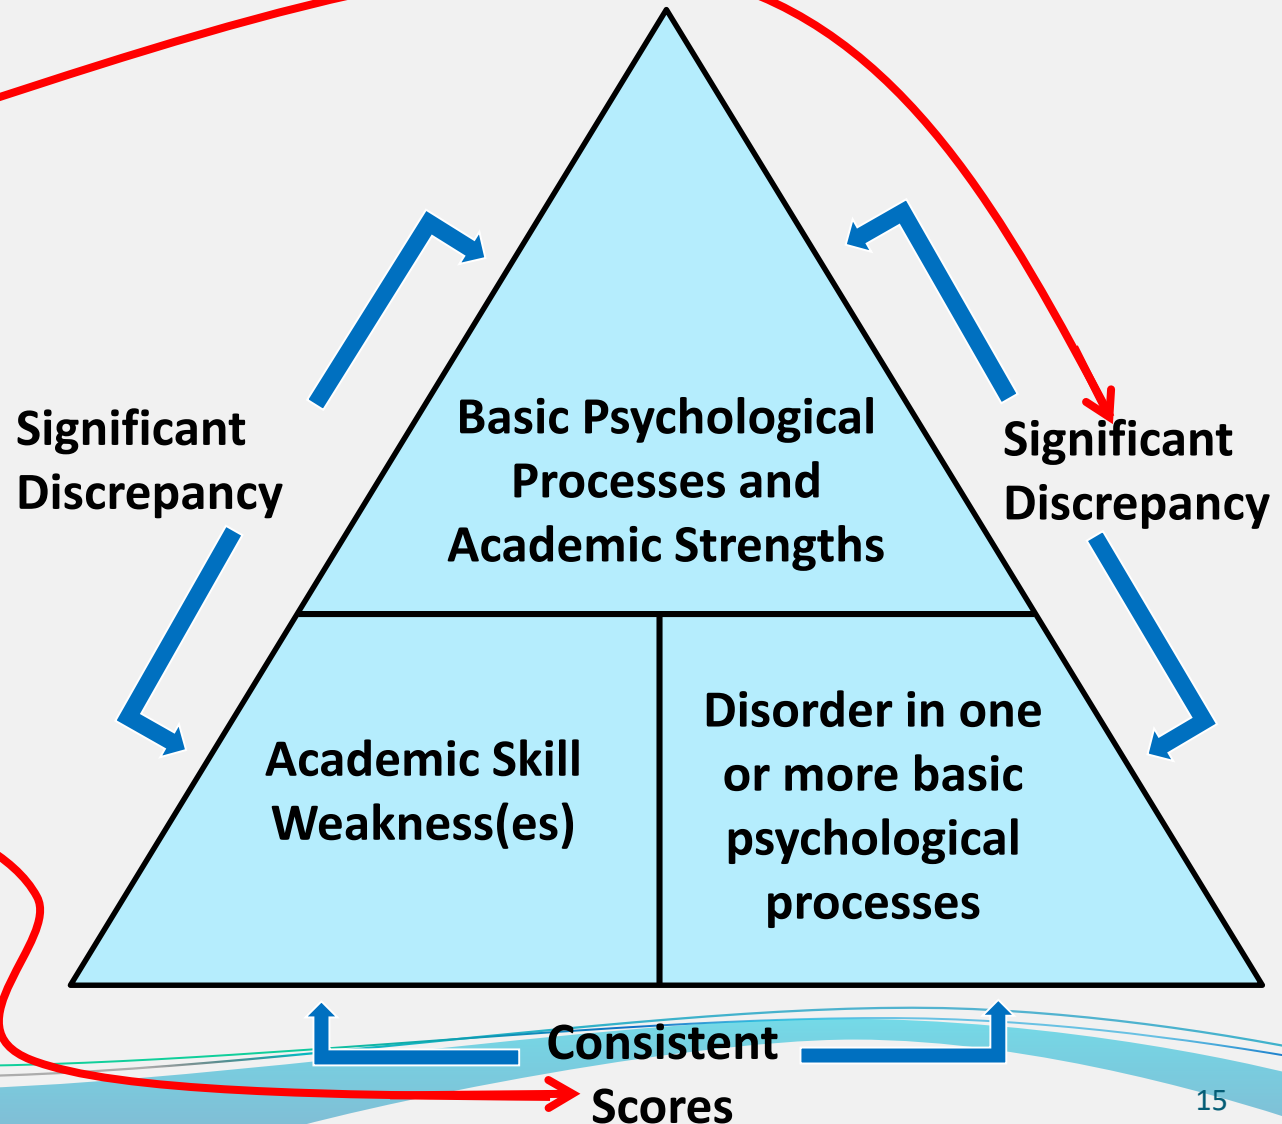 Basic Psychological
Processes and
Academic Strengths
Significant
Discrepancy
Significant
Discrepancy
Academic Skill
Weakness(es)
Disorder in one
or more basic
psychological
processes
Consistent
Scores
15